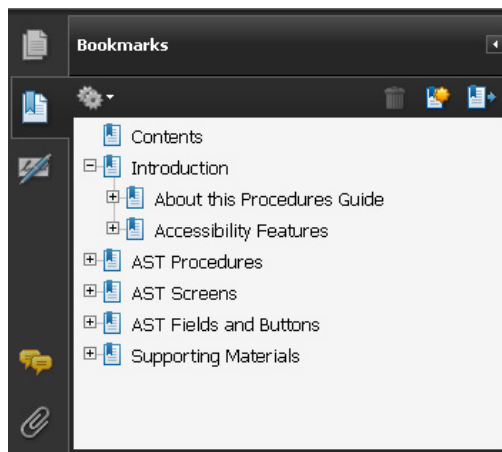 Bookmarks
Contents
Introduction
About this Procedures Guide
Accessibility Features
AST Procedures
AST Screens
AST Fields and Buttons
Supporting Materials